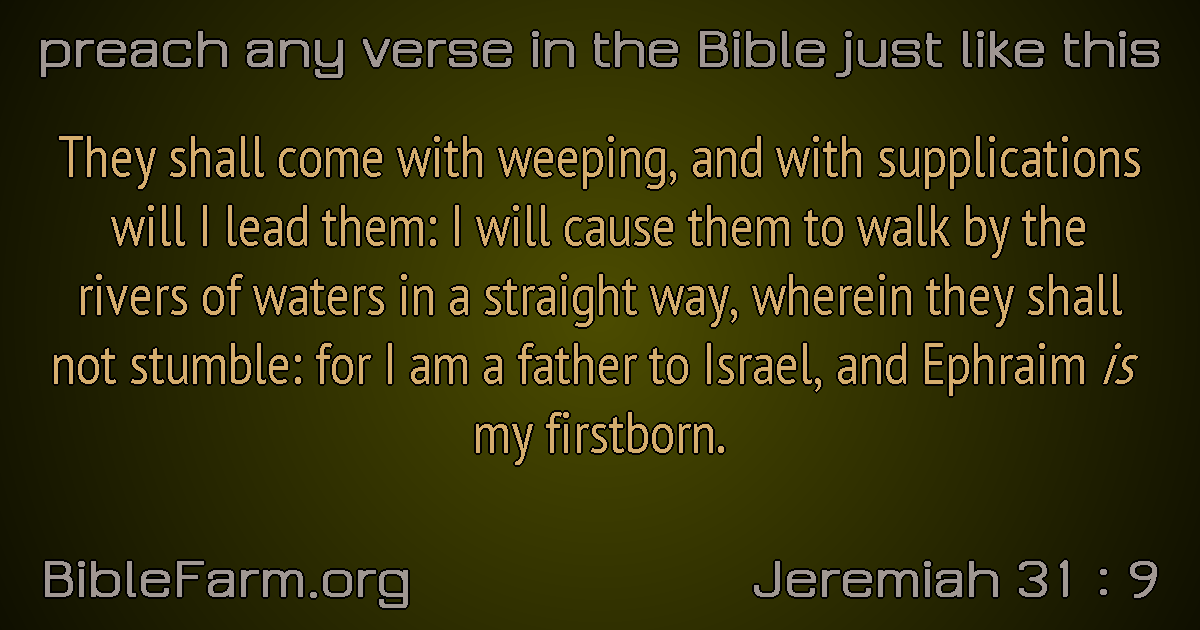 preach any verse in the Bible just like this
They shall come with weeping, and with supplications
will I lead them: I will cause them to walk by the
rivers of waters in a straight way, wherein they shall
not stumble: for I am a father to Israel, and Ephraim is
my firstborn.
BibleFarm.org
Jeremiah 31 : 9